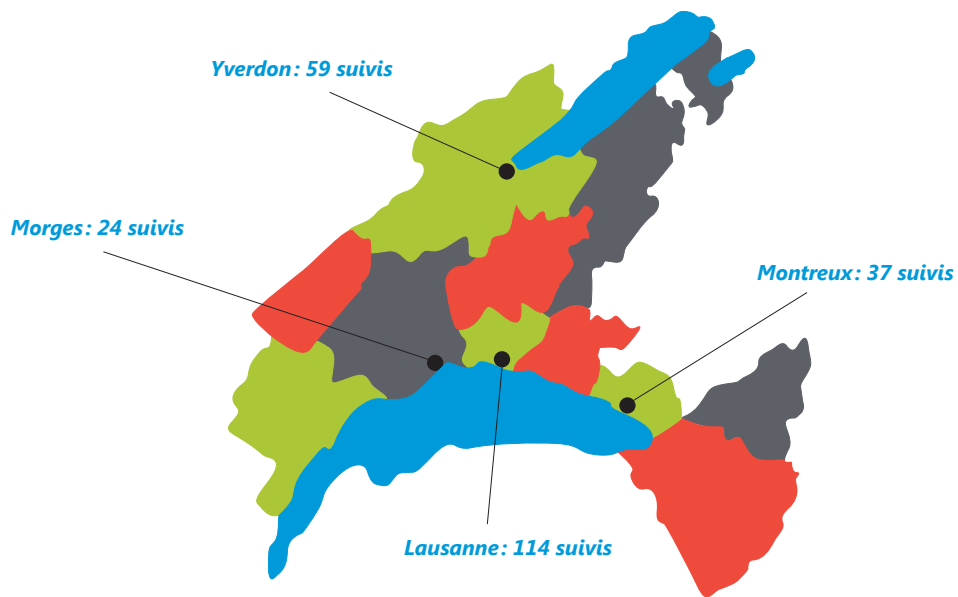 Yverdon: 59 suivis
Morges: 24 suivis
Montreux: 37 suivis
Lausanne: 114 suivis